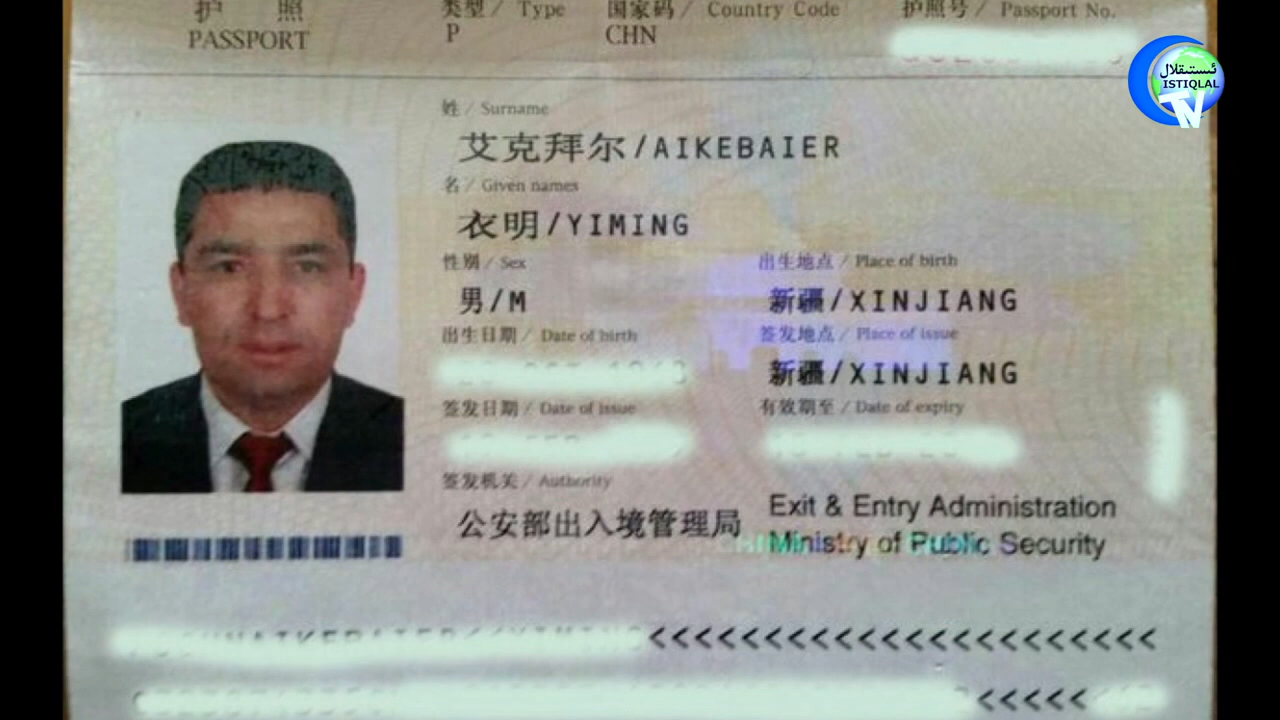 护 照
PASSPORT
类型 / Type
P
国家码 / Country Code
CHN
护照号 / Passport No.
ئىستىقلال
ISTIQLAL
TV
姓 / Surname
艾克拜尔/AIKEBAIER
名 / Given names
衣明/YIMING
性别 / Sex
男/M
出生地点 / Place of birth
新疆/XINJIANG
出生日期 / Date of birth
签发地点 / Place of issue
新疆/XINJIANG
签发日期 / Date of issue
有效期至 / Date of expiry
签发机关 / Authority
公安部出入境管理局
Exit & Entry Administration
Ministry of Public Security
<<<<<<<<<<<<<<<<<<<<<<<
<<<<<